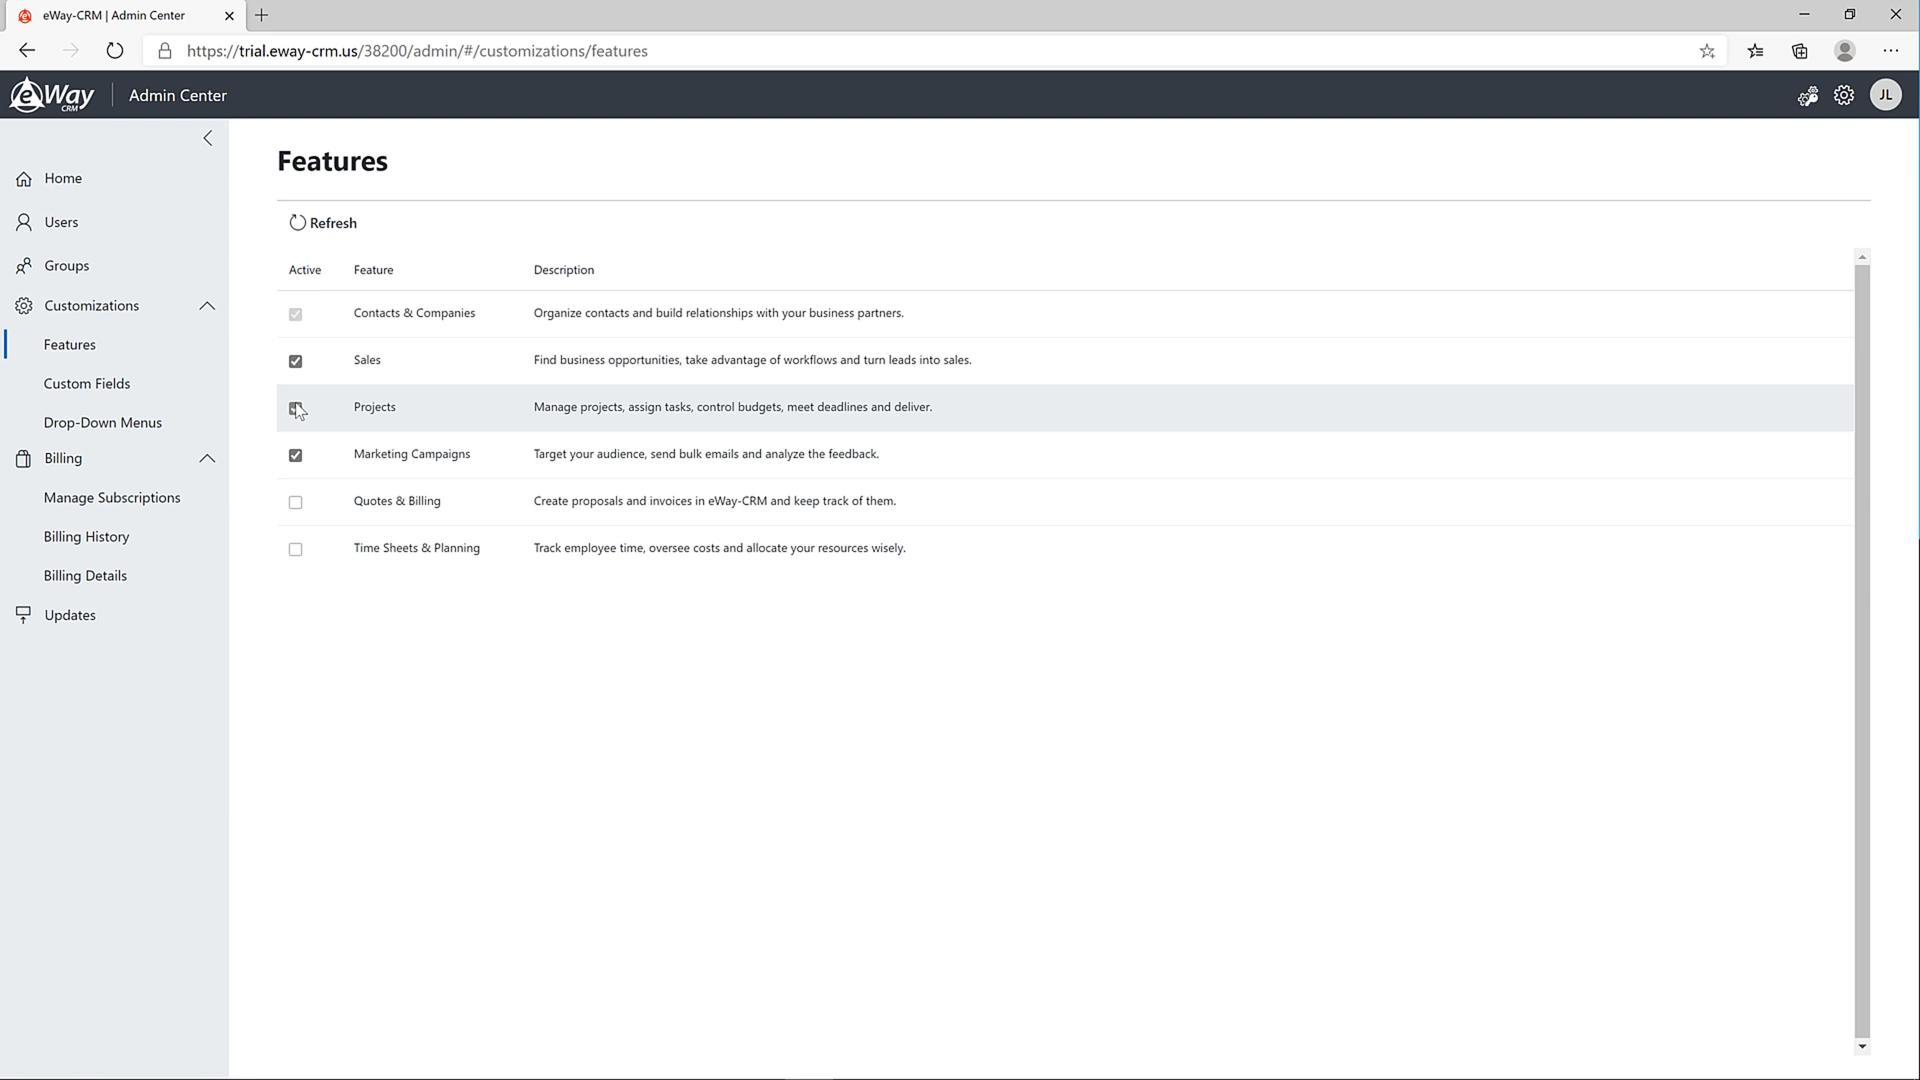 eWay-CRM | Admin Center
https://trial.eway-crm.us/38200/admin/#/customizations/features
eWay CRM
Admin Center
JL
Home
Users
Groups
Customizations
Features
Custom Fields
Drop-Down Menus
Billing
Manage Subscriptions
Billing History
Billing Details
Updates
Features
Refresh
Active Feature Description
Contacts & Companies Organize contacts and build relationships with your business partners.
Sales Find business opportunities, take advantage of workflows and turn leads into sales.
Projects Manage projects, assign tasks, control budgets, meet deadlines and deliver.
Marketing Campaigns Target your audience, send bulk emails and analyze the feedback.
Quotes & Billing Create proposals and invoices in eWay-CRM and keep track of them.
Time Sheets & Planning Track employee time, oversee costs and allocate your resources wisely.